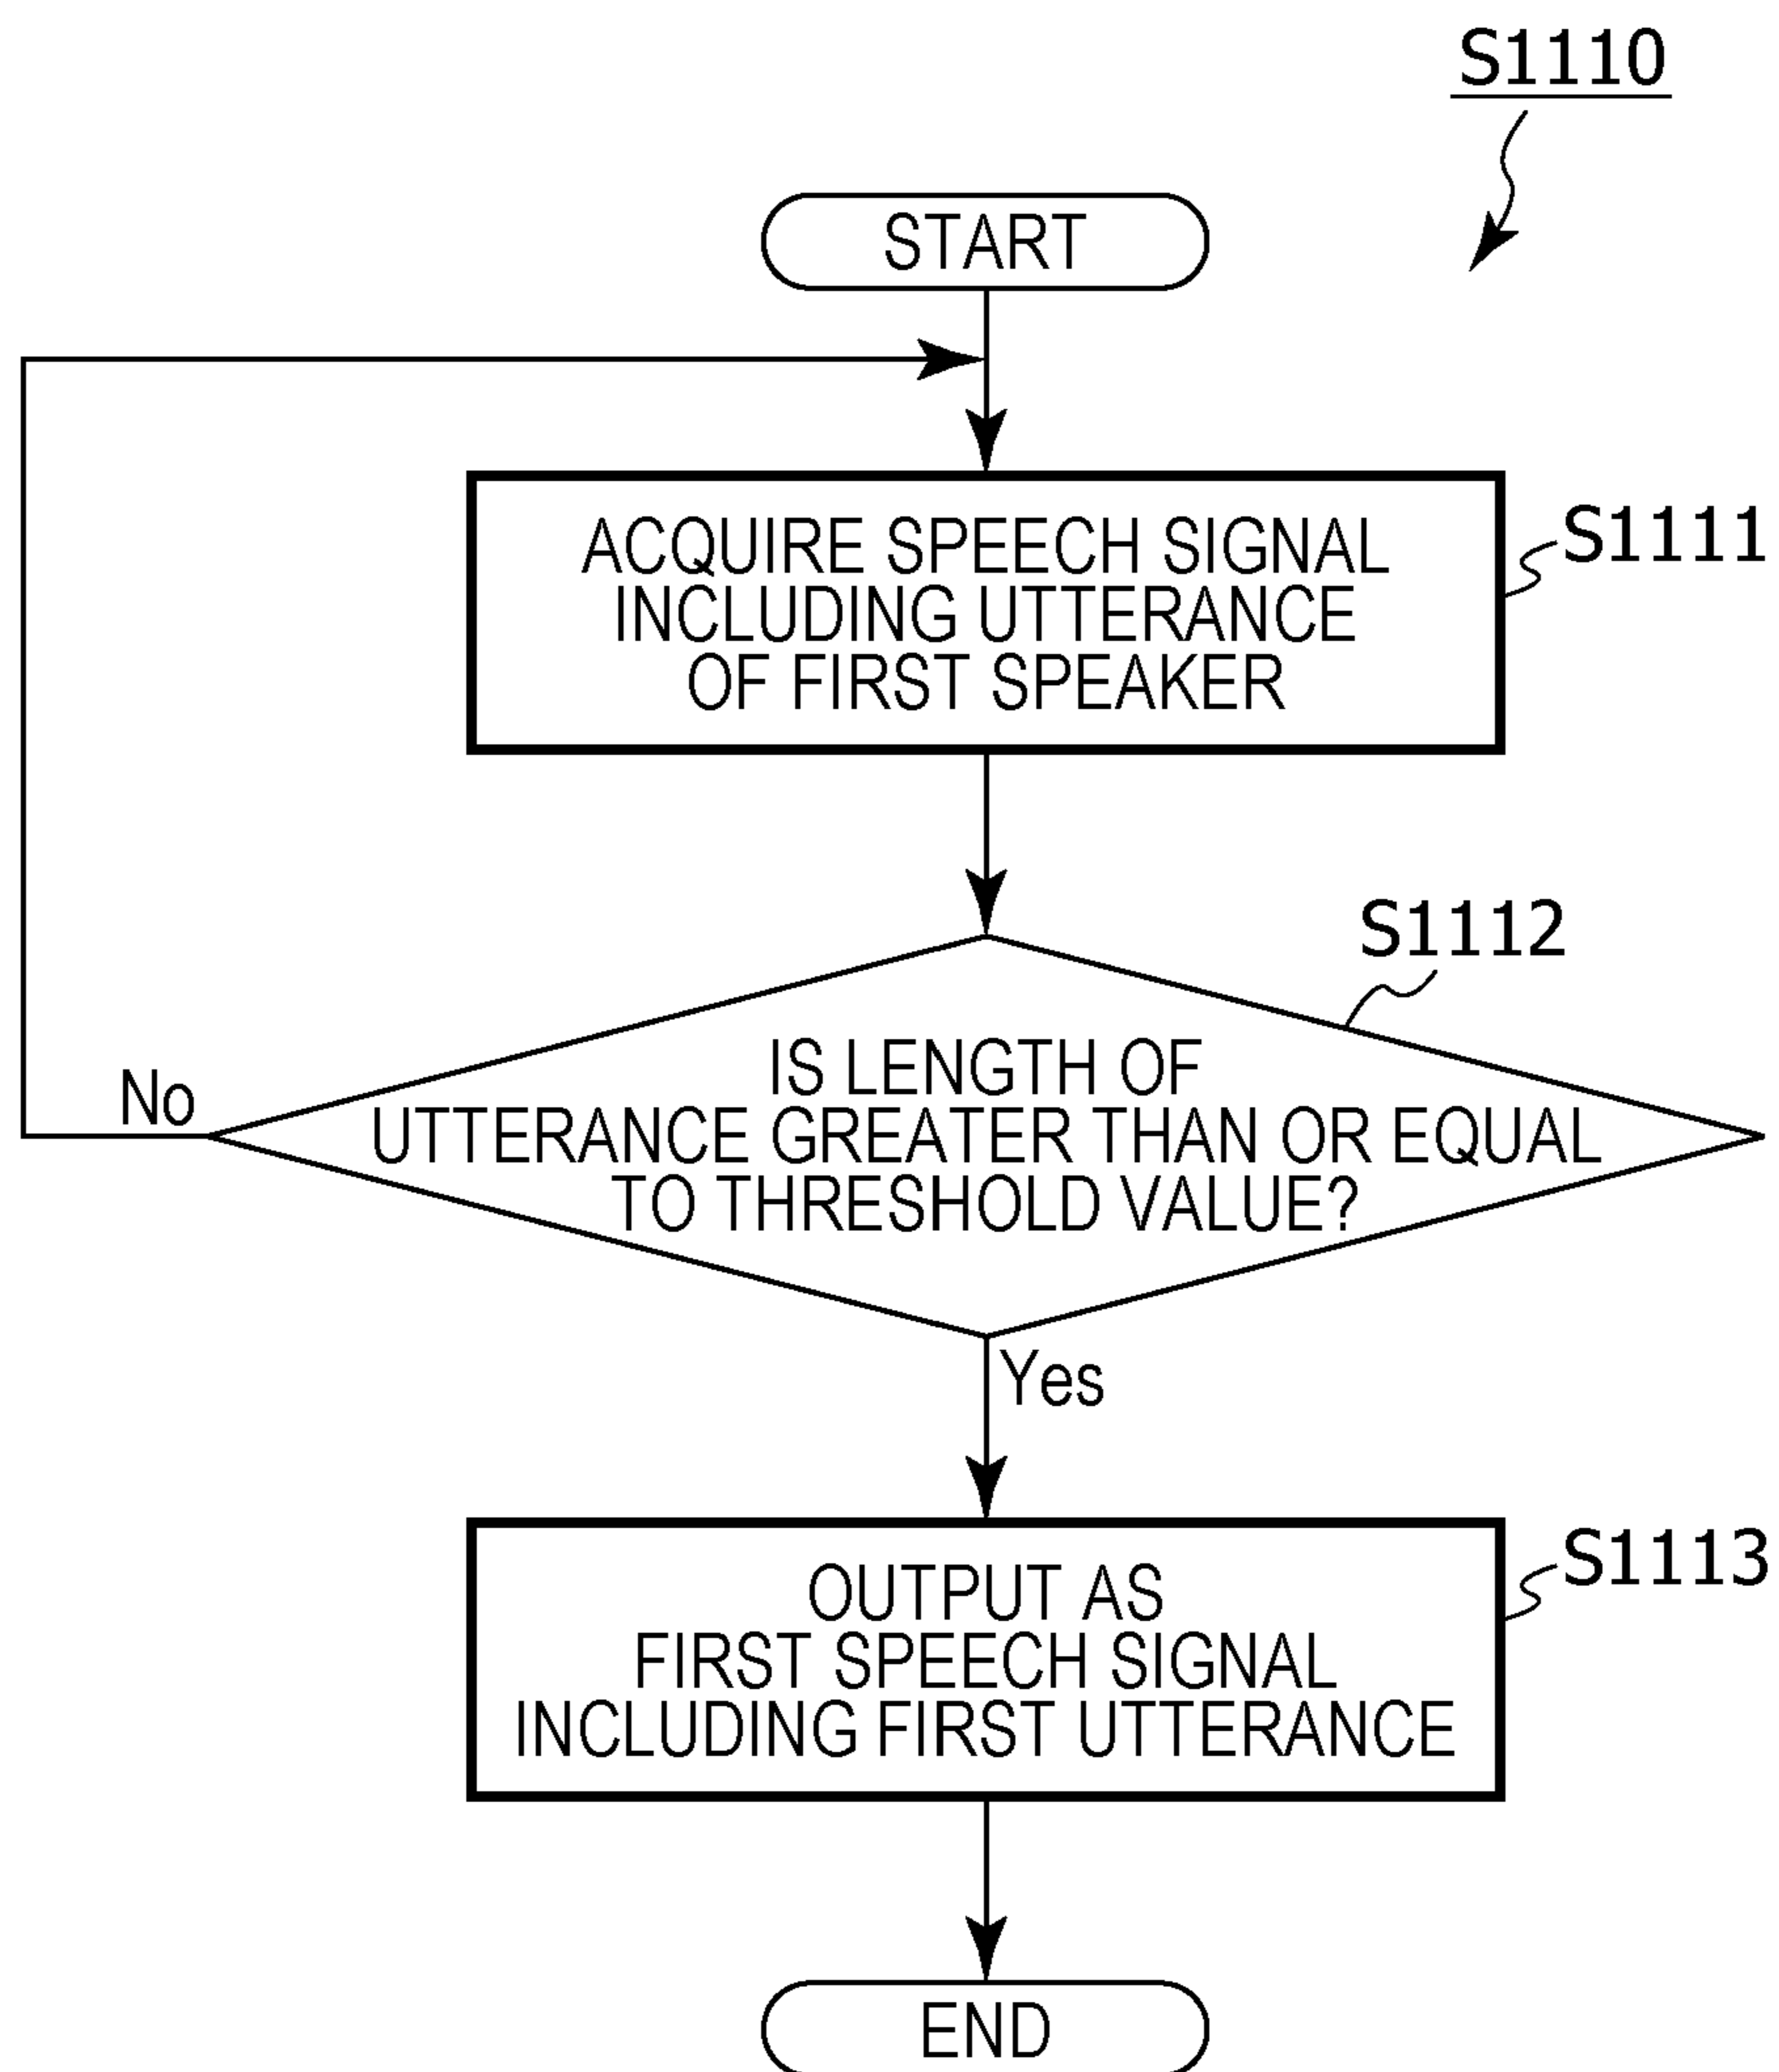 S1110
START
ACQUIRE SPEECH SIGNAL
INCLUDING UTTERANCE
OF FIRST SPEAKER
S1111
S1112
IS LENGTH OF
UTTERANCE GREATER THAN OR EQUAL
TO THRESHOLD VALUE?
No
Yes
OUTPUT AS
FIRST SPEECH SIGNAL
INCLUDING FIRST UTTERANCE
S1113
END